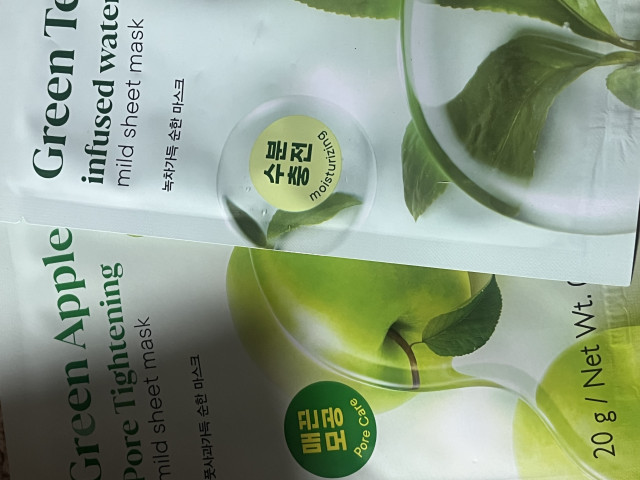 Green Te
infused water
mild sheet mask
녹차가득 순한 마스크
수분
충전
moisturizing
Green Apple
Pore Tightening
mild sheet mask
풋사과가득 순한 마스크
매끈
모공
Pore Care
20 g / Net Wt.